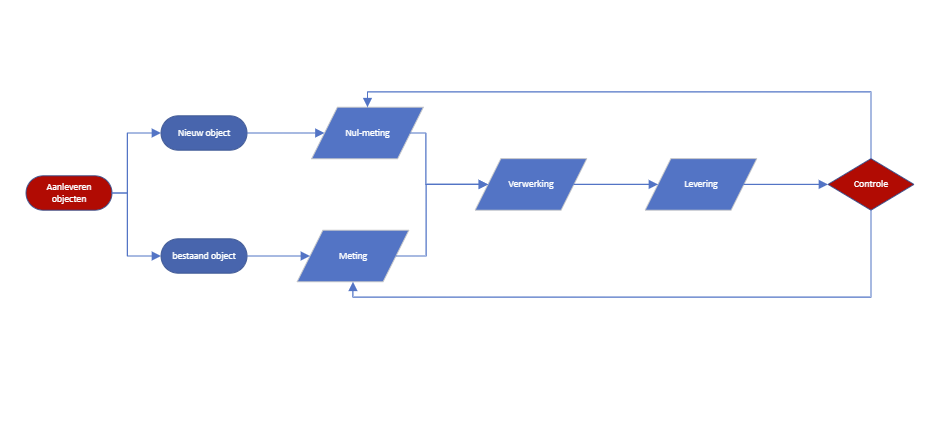 Nieuw object
Nul-meting
Aanleveren
objecten
Verwerking
Levering
Controle
bestaand object
Meting